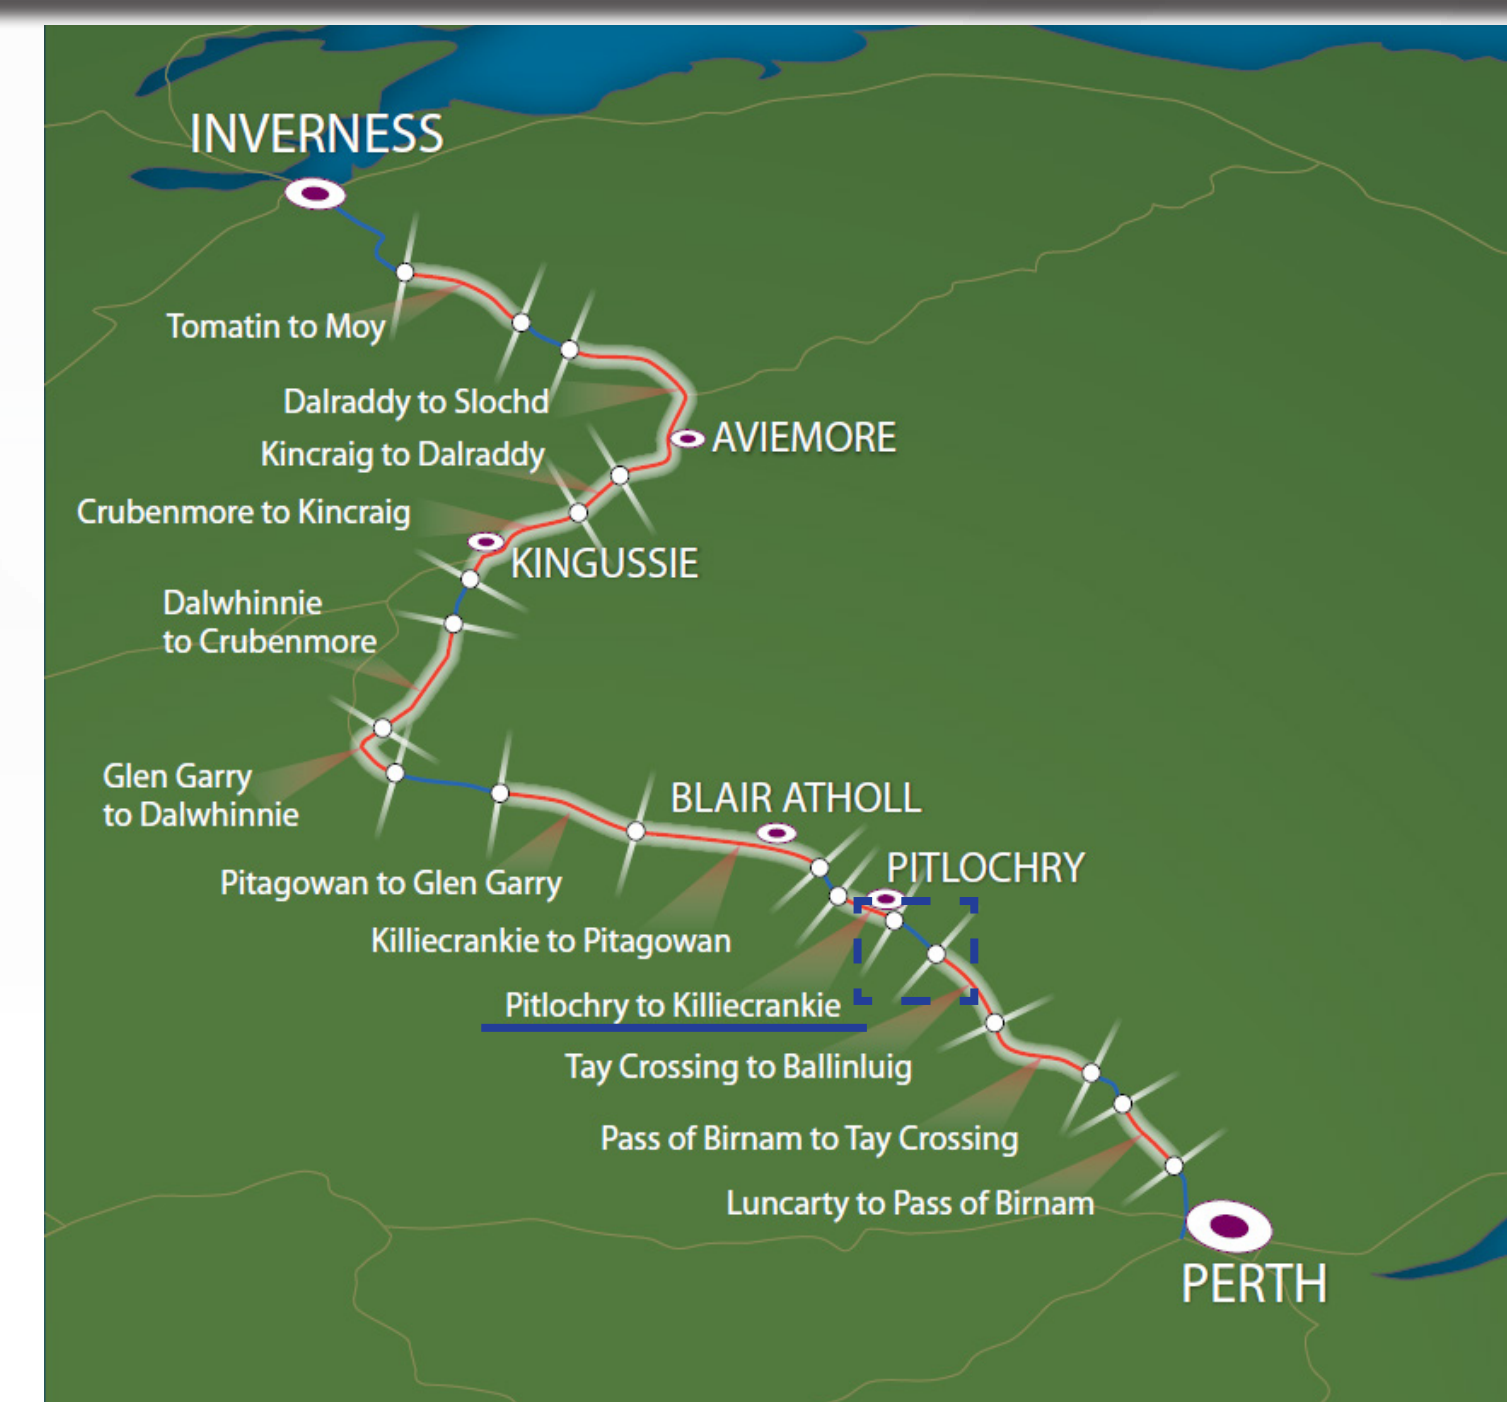 INVERNESS
Tomatin to Moy
Dalraddy to Slochd
AVIEMORE
Kincraig to Dalraddy
Crubenmore to Kincraig
KINGUSSIE
Dalwhinnie
to Crubenmore
Glen Garry
to Dalwhinnie
BLAIR ATHOLL
PITLOCHRY
Pitagowan to Glen Garry
Killiecrankie to Pitagowan
Pitlochry to Killiecrankie
Tay Crossing to Ballinluig
Pass of Birnam to Tay Crossing
Luncarty to Pass of Birnam
PERTH